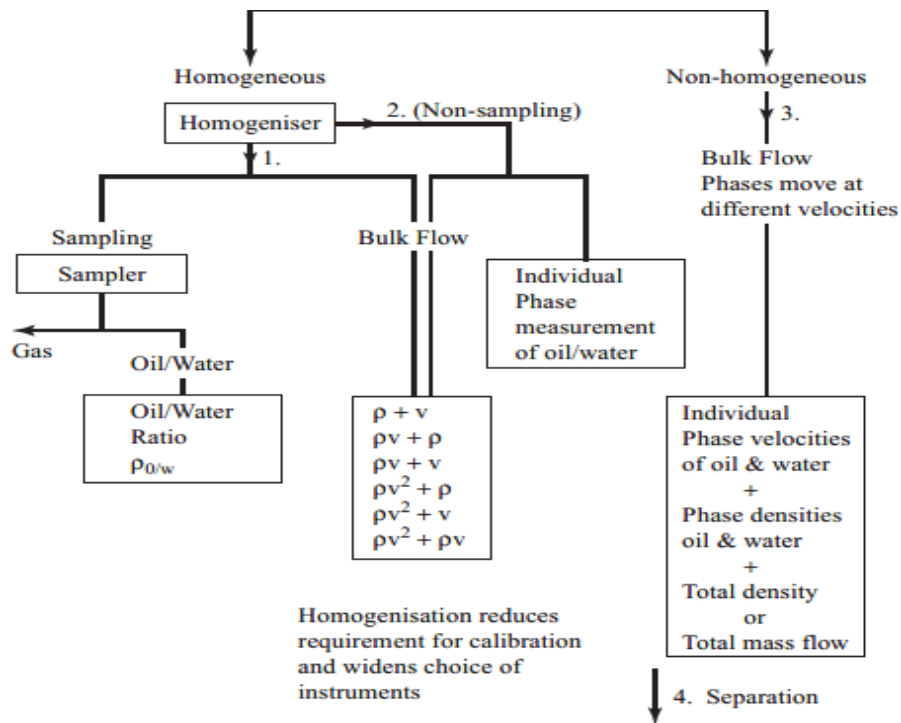 Homogeneous
Non-homogeneous
Homogeniser
2. (Non-sampling)
3.
1.
Bulk Flow
Phases move at
different velocities
Sampling
Bulk Flow
Sampler
Individual
Phase
measurement
of oil/water
Gas
Oil/Water
Oil/Water
Ratio
ρ₀/w
ρ + v
ρv + ρ
ρv + v
ρv² + ρ
ρv² + v
ρv² + ρv
Individual
Phase velocities
of oil & water
+
Phase densities
oil & water
+
Total density
or
Total mass flow
Homogenisation reduces
requirement for calibration
and widens choice of
instruments
4. Separation